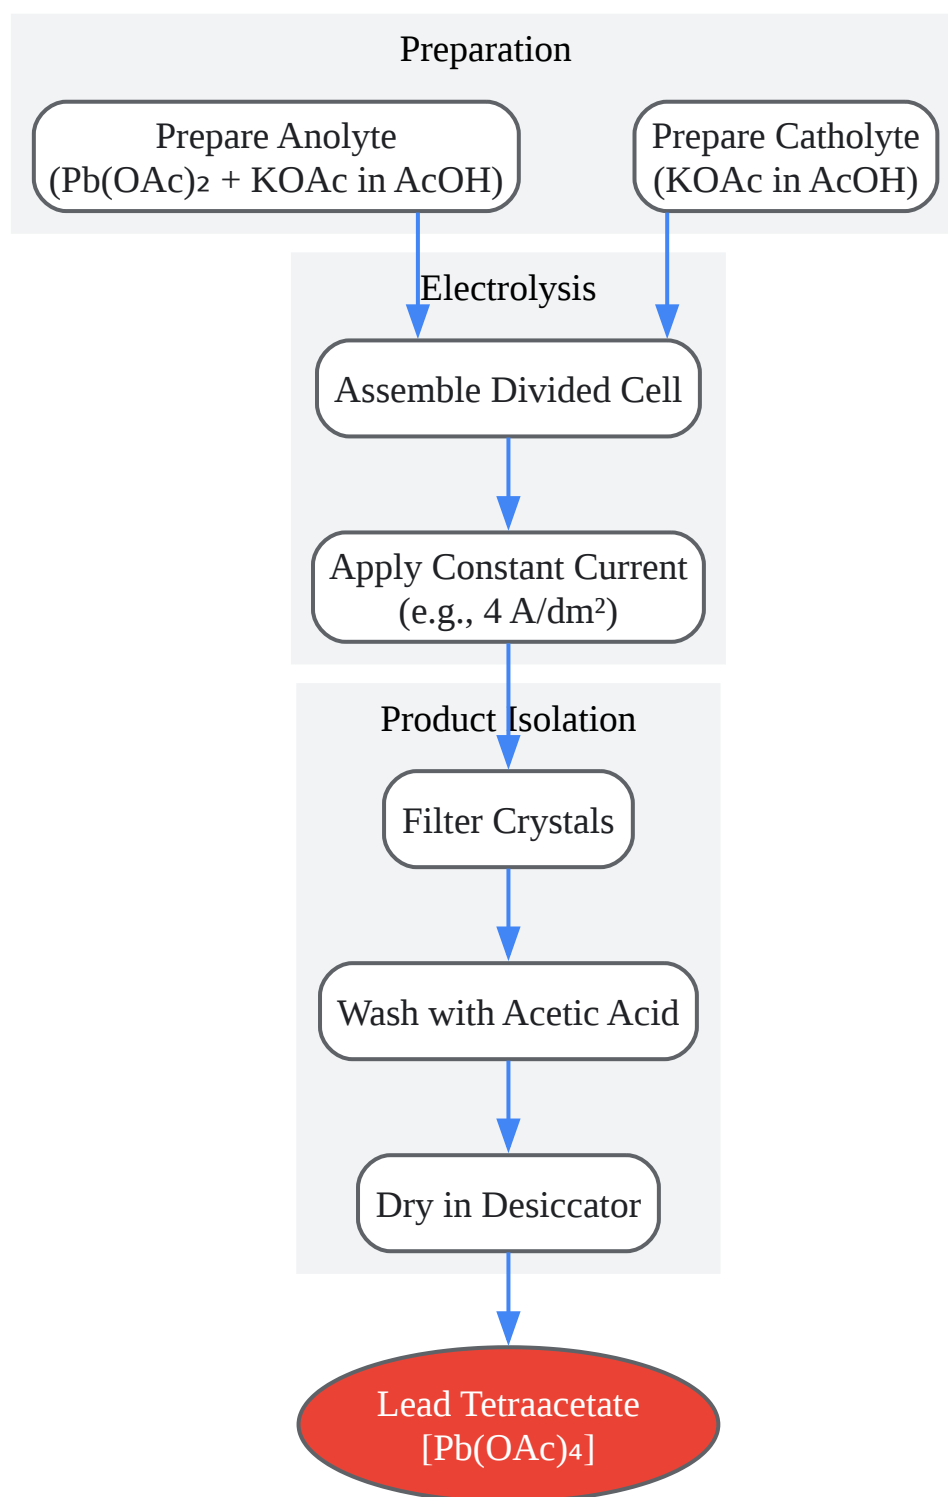 Preparation
Prepare Anolyte
(Pb(OAc)₂ + KOAc in AcOH)
Prepare Catholyte
(KOAc in AcOH)
Electrolysis
Assemble Divided Cell
Apply Constant Current
(e.g., 4 A/dm²)
Product Isolation
Filter Crystals
Wash with Acetic Acid
Dry in Desiccator
Lead Tetraacetate
[Pb(OAc)₄]